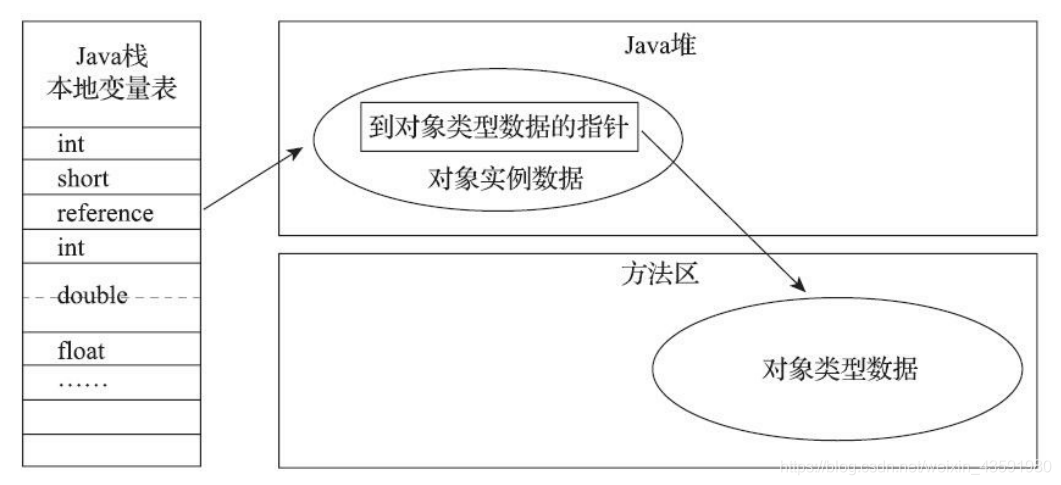 Java栈
本地变量表
int
short
reference
int
double
float
……
Java堆
到对象类型数据的指针
对象实例数据
方法区
对象类型数据
https://blog.csdn.net/weixin_43591980